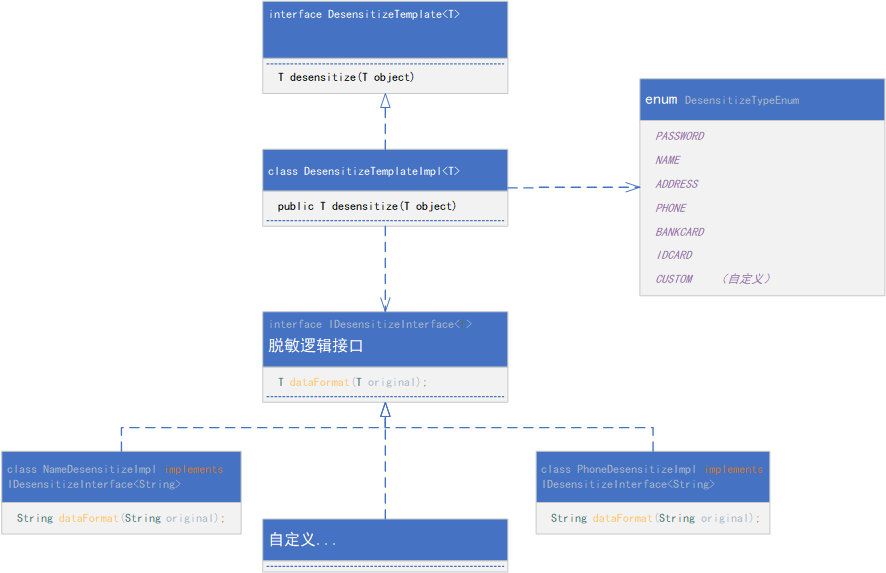 interface DesensitizeTemplate<T>
T desensitize(T object)
class DesensitizeTemplateImpl<T>
public T desensitize(T object)
enum DesensitizeTypeEnum
PASSWORD
NAME
ADDRESS
PHONE
BANKCARD
IDCARD
CUSTOM （自定义）
interface IDesensitizeInterface<T>
脱敏逻辑接口
T dataFormat(T original);
class NameDesensitizeImpl implements
IDesensitizeInterface<String>
String dataFormat(String original);
自定义...
class PhoneDesensitizeImpl implements
IDesensitizeInterface<String>
String dataFormat(String original);